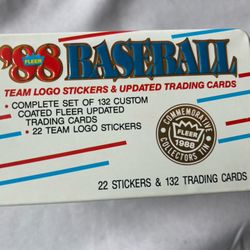 '88 BASEBALL
FLEER
TEAM LOGO STICKERS & UPDATED TRADING CARDS
• COMPLETE SET OF 132 CUSTOM
COATED FLEER UPDATED
TRADING CARDS
• 22 TEAM LOGO STICKERS
COMMEMORATIVE
FLEER
1988
COLLECTORS TIN
22 STICKERS & 132 TRADING CARDS